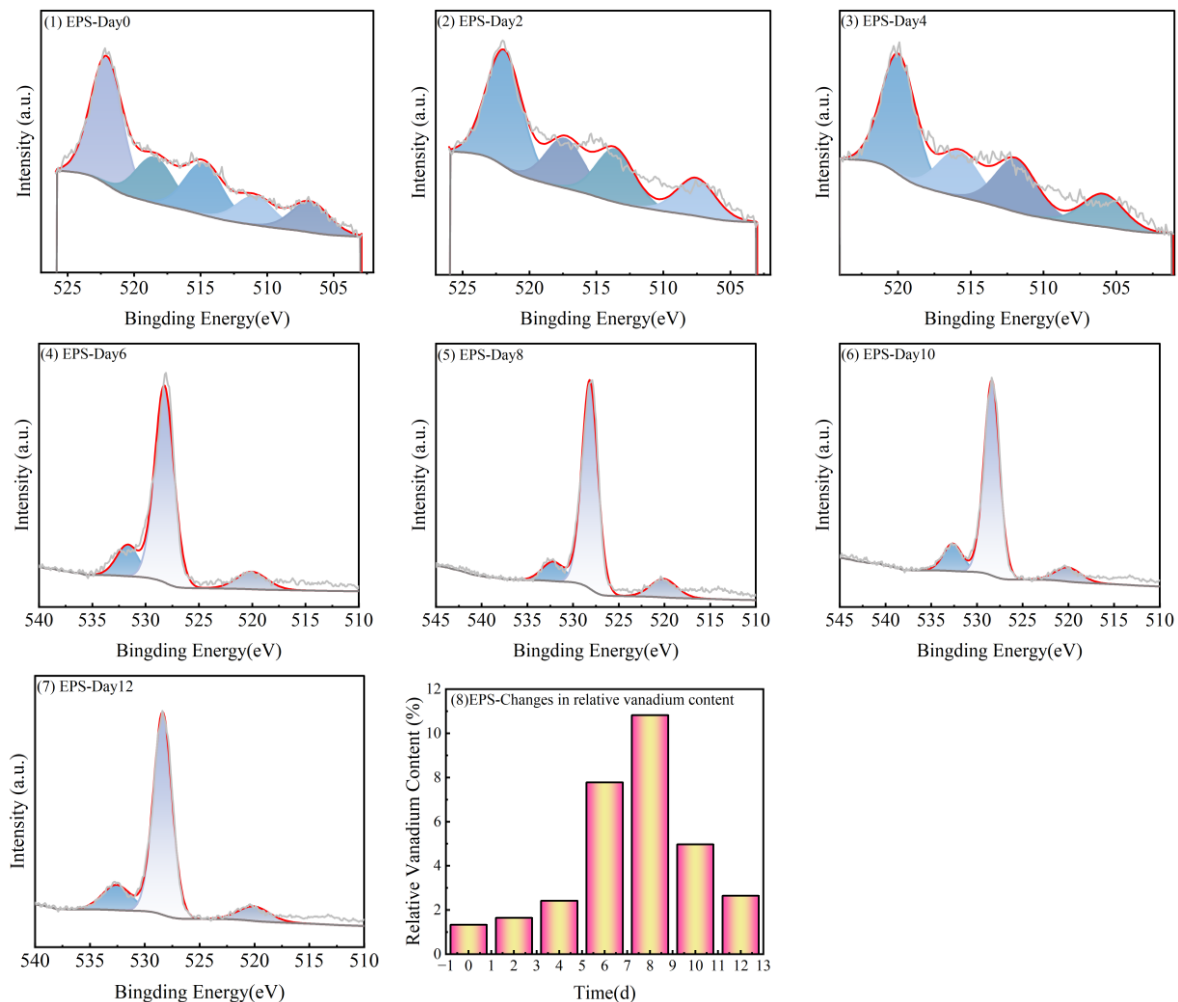 (1) EPS-Day0
Intensity (a.u.)
525 520 515 510 505
Bingding Energy(eV)
(2) EPS-Day2
Intensity (a.u.)
525 520 515 510 505
Bingding Energy(eV)
(3) EPS-Day4
Intensity (a.u.)
520 515 510 505
Bingding Energy(eV)
(4) EPS-Day6
Intensity (a.u.)
540 535 530 525 520 515 510
Bingding Energy(eV)
(5) EPS-Day8
Intensity (a.u.)
545 540 535 530 525 520 515 510
Bingding Energy(eV)
(6) EPS-Day10
Intensity (a.u.)
545 540 535 530 525 520 515 510
Bingding Energy(eV)
(7) EPS-Day12
Intensity (a.u.)
540 535 530 525 520 515 510
Bingding Energy(eV)
(8)EPS-Changes in relative vanadium content
Relative Vanadium Content (%)
12
10
8
6
4
2
0
−1 0 1 2 3 4 5 6 7 8 9 10 11 12 13
Time(d)